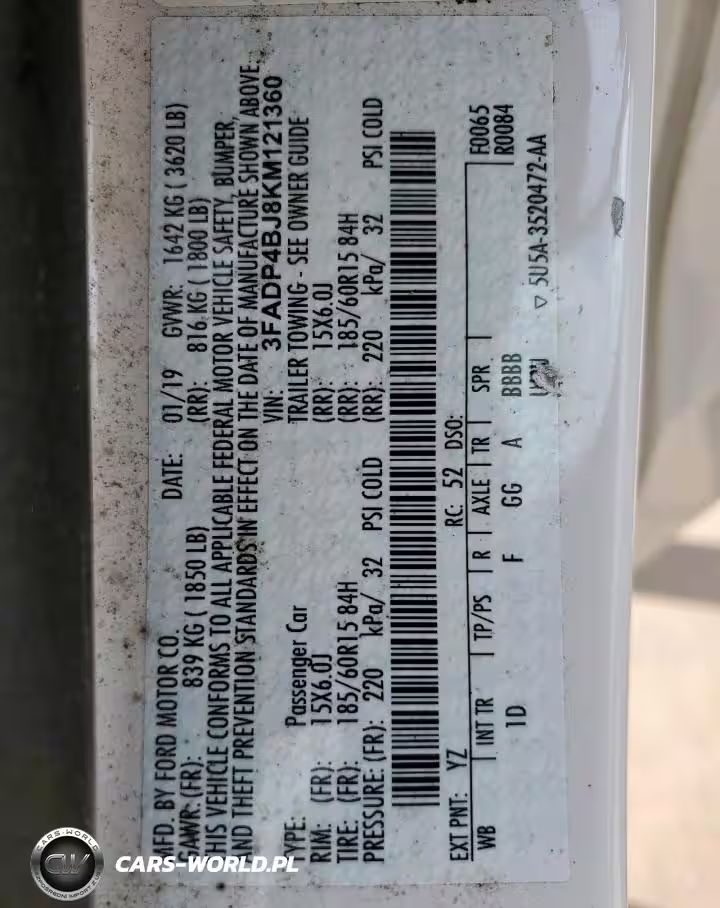 MFD. BY FORD MOTOR CO. DATE: 01/19 GVWR: 1642 KG ( 3620 LB)
(FR): 839 KG ( 1850 LB) (RR): 816 KG ( 1800 LB)
THIS VEHICLE CONFORMS TO ALL APPLICABLE FEDERAL MOTOR VEHICLE SAFETY, BUMPER,
AND THEFT PREVENTION STANDARDS IN EFFECT ON THE DATE OF MANUFACTURE SHOWN ABOVE.
VIN: 3FADP4BJ8KM121360
TYPE: Passenger Car TRAILER TOWING - SEE OWNER GUIDE
RIM: (FR): 15X6.0J (RR): 15X6.0J
TIRE: (FR): 185/60R15 84H (RR): 185/60R15 84H
PRESSURE: (FR): 220 kPa/ 32 PSI COLD (RR): 220 kPa/ 32 PSI COLD
EXT PNT: YZ RC: 52 DSO: F0065
WB INT TR TP/PS R AXLE TR SPR R0084
1D F GG A BBBB
▽ 5U5A-3520472-AA
CARS-WORLD
CW
CARS-WORLD.PL